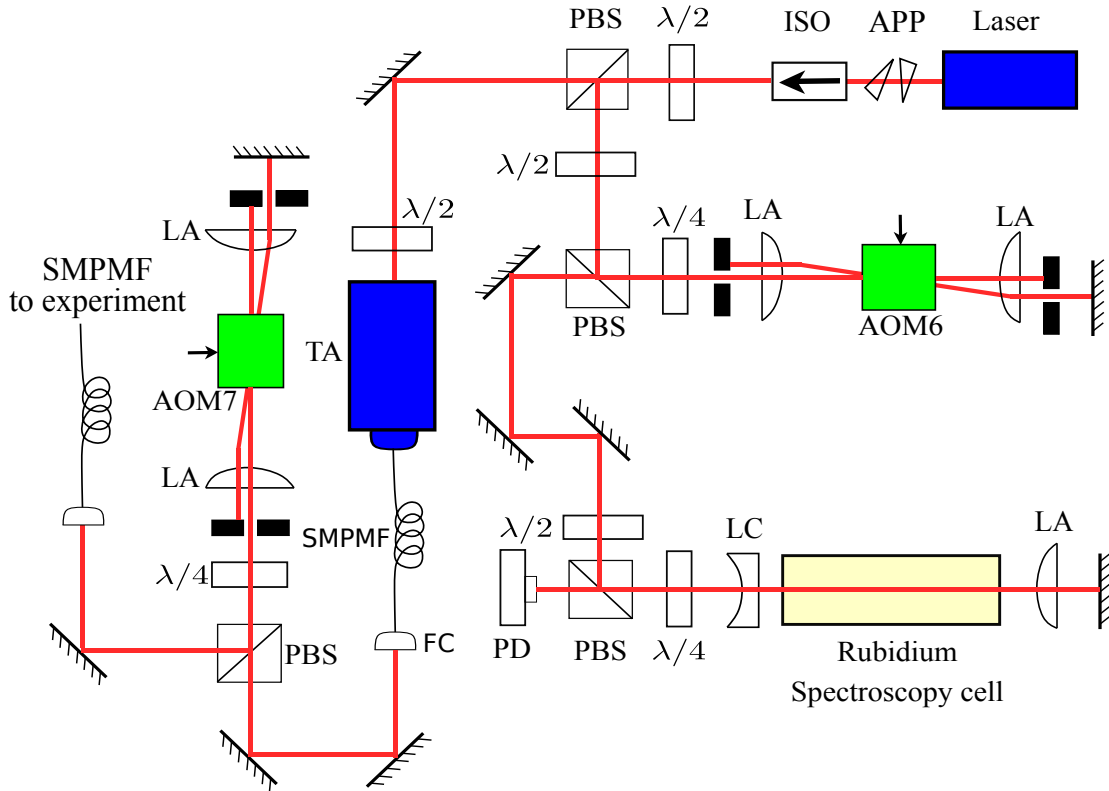 PBS
λ/2
ISO
APP
Laser
λ/2
λ/2
LA
λ/4
LA
LA
SMPMF
to experiment
TA
PBS
AOM6
AOM7
LA
SMPMF
λ/2
LC
λ/4
FC
PBS
PD
PBS
λ/4
Rubidium
Spectroscopy cell